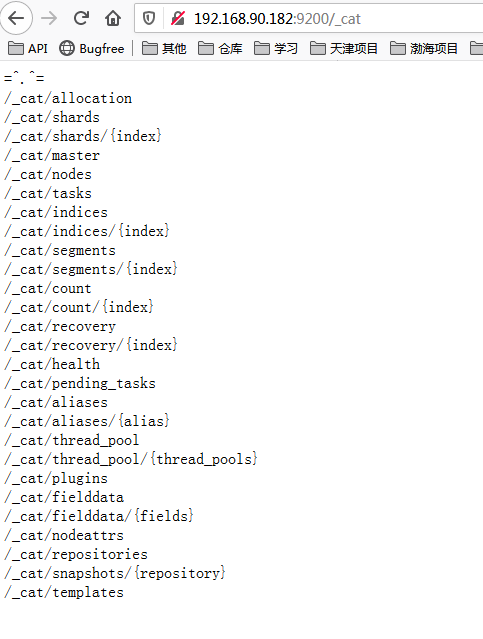 192.168.90.182:9200/_cat
API Bugfree 其他 仓库 学习 天津项目 渤海项目
=^.^=
/_cat/allocation
/_cat/shards
/_cat/shards/{index}
/_cat/master
/_cat/nodes
/_cat/tasks
/_cat/indices
/_cat/indices/{index}
/_cat/segments
/_cat/segments/{index}
/_cat/count
/_cat/count/{index}
/_cat/recovery
/_cat/recovery/{index}
/_cat/health
/_cat/pending_tasks
/_cat/aliases
/_cat/aliases/{alias}
/_cat/thread_pool
/_cat/thread_pool/{thread_pools}
/_cat/plugins
/_cat/fielddata
/_cat/fielddata/{fields}
/_cat/nodeattrs
/_cat/repositories
/_cat/snapshots/{repository}
/_cat/templates